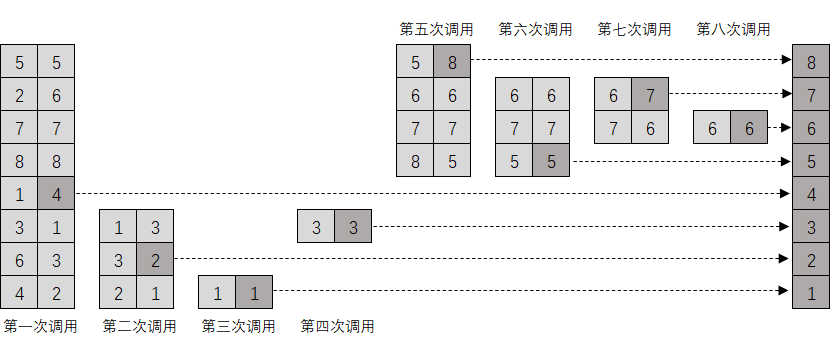 第五次调用 第六次调用 第七次调用 第八次调用
5 5 5 8 8
2 6 6 6 6 6 6 7 7
7 7 7 7 7 7 7 6 6 6 6
8 8 8 5 5 5 5
1 4 4
3 1 1 3 3 3 3
6 3 3 2 2
4 2 2 1 1 1 1
第一次调用 第二次调用 第三次调用 第四次调用